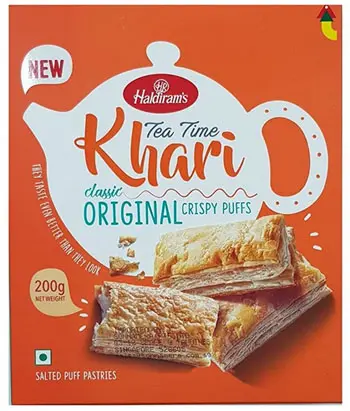 NEW
HR
Haldiram's
Tea Time
Khari
classic
ORIGINAL CRISPY PUFFS
THEY TASTE EVEN BETTER THAN THEY LOOK
200g
NET WEIGHT
SALTED PUFF PASTRIES